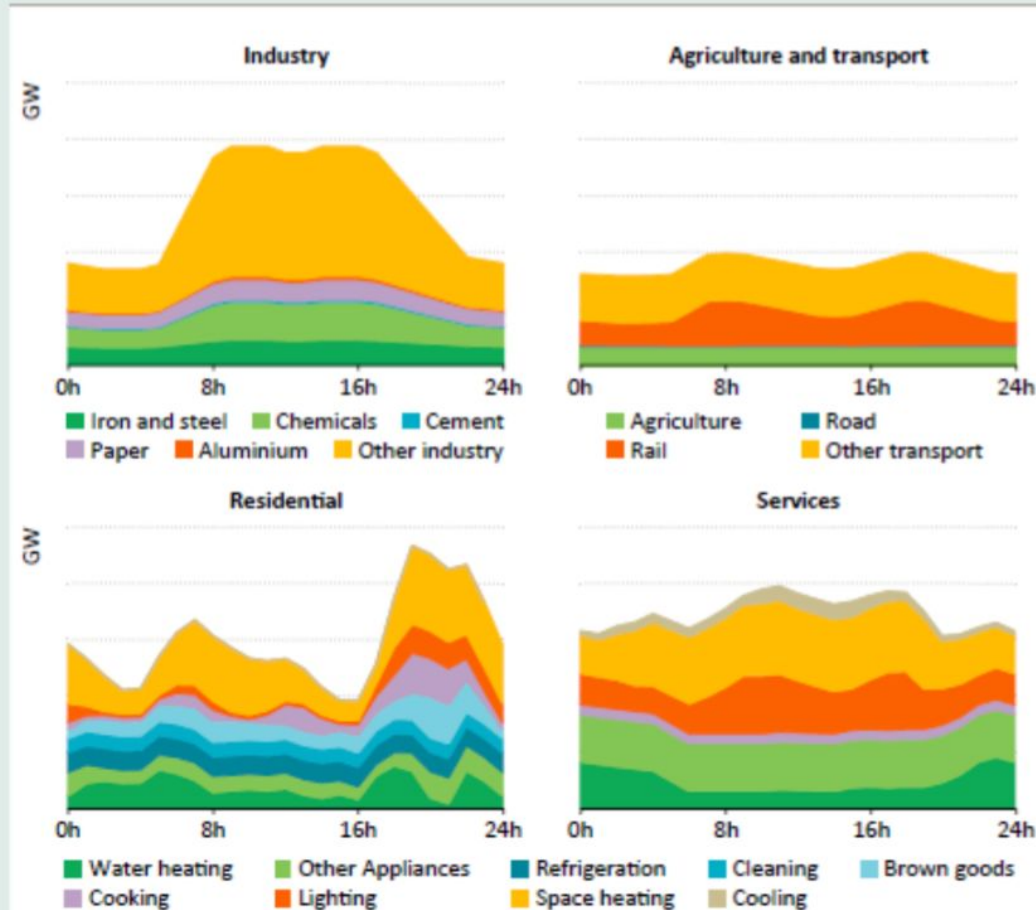 Industry
Agriculture and transport
GW
0h 8h 16h 24h
0h 8h 16h 24h
Iron and steel Chemicals Cement
Paper Aluminium Other industry
Agriculture Road
Rail Other transport
Residential
Services
GW
0h 8h 16h 24h
0h 8h 16h 24h
Water heating Other Appliances Refrigeration Cleaning Brown goods
Cooking Lighting Space heating Cooling